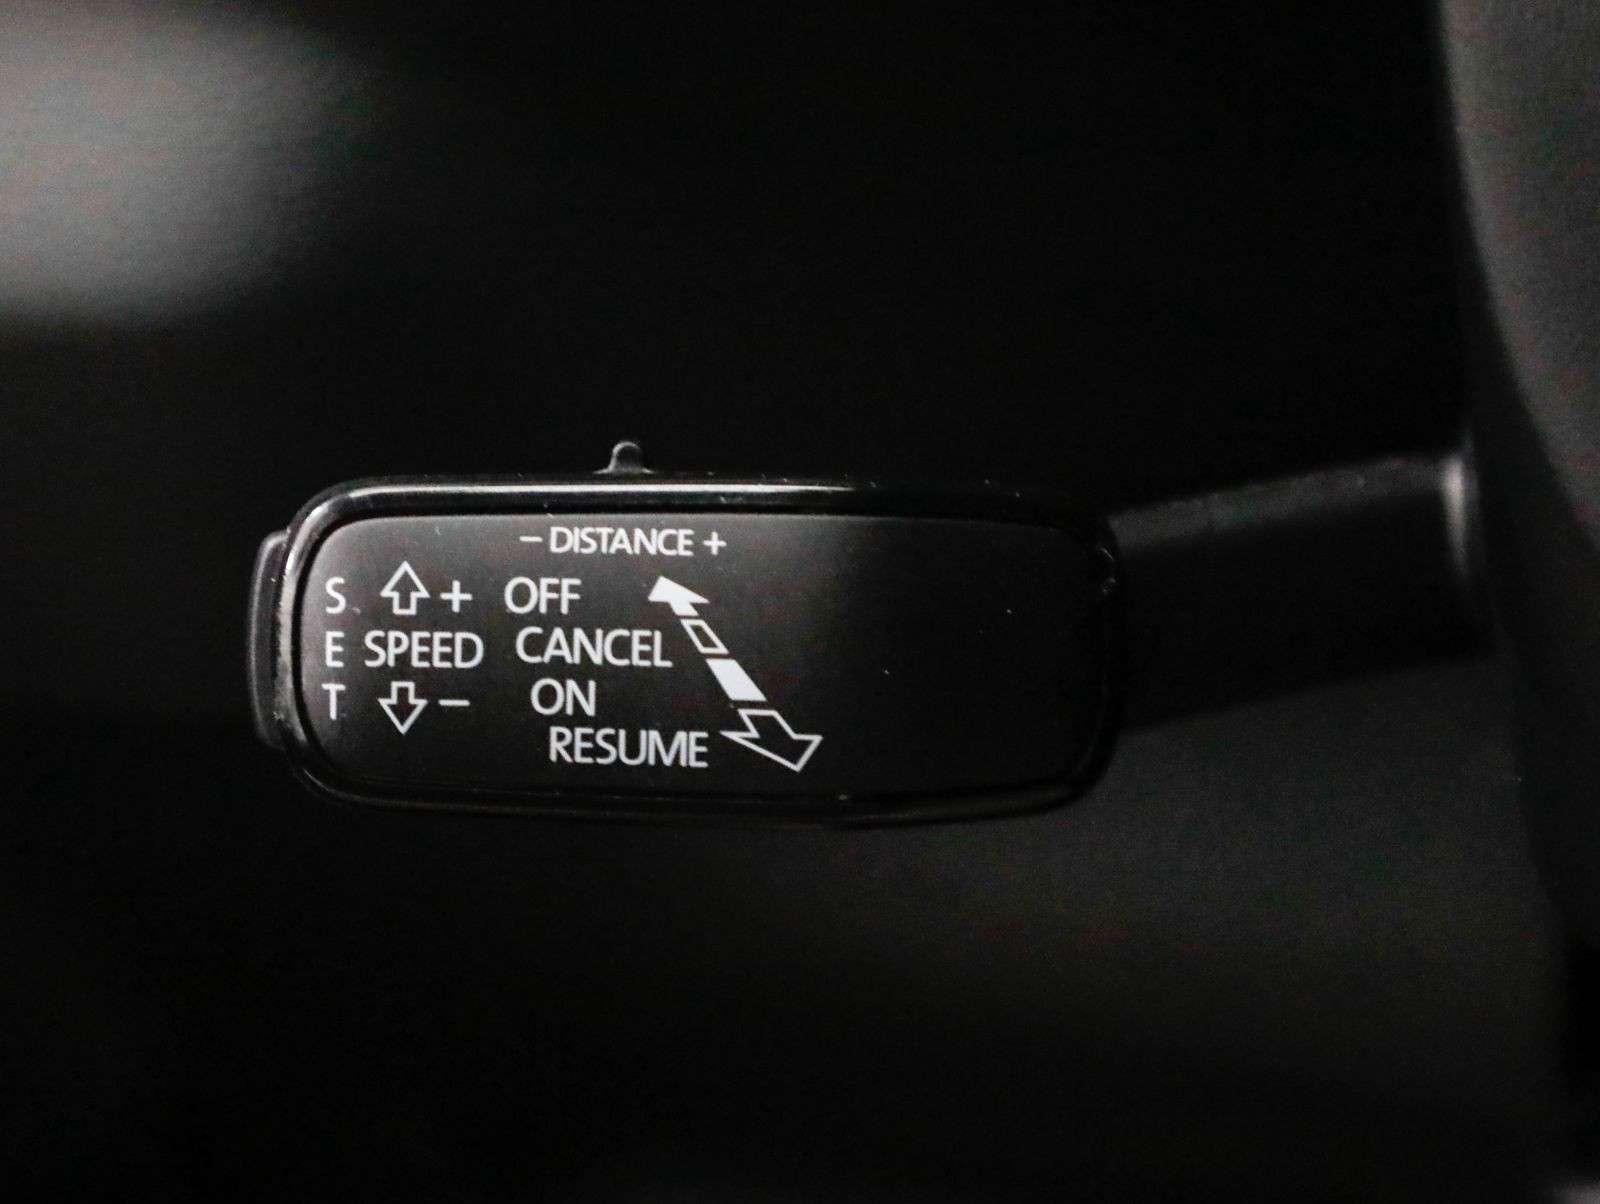 – DISTANCE +
S + OFF
E SPEED CANCEL
T – ON
RESUME